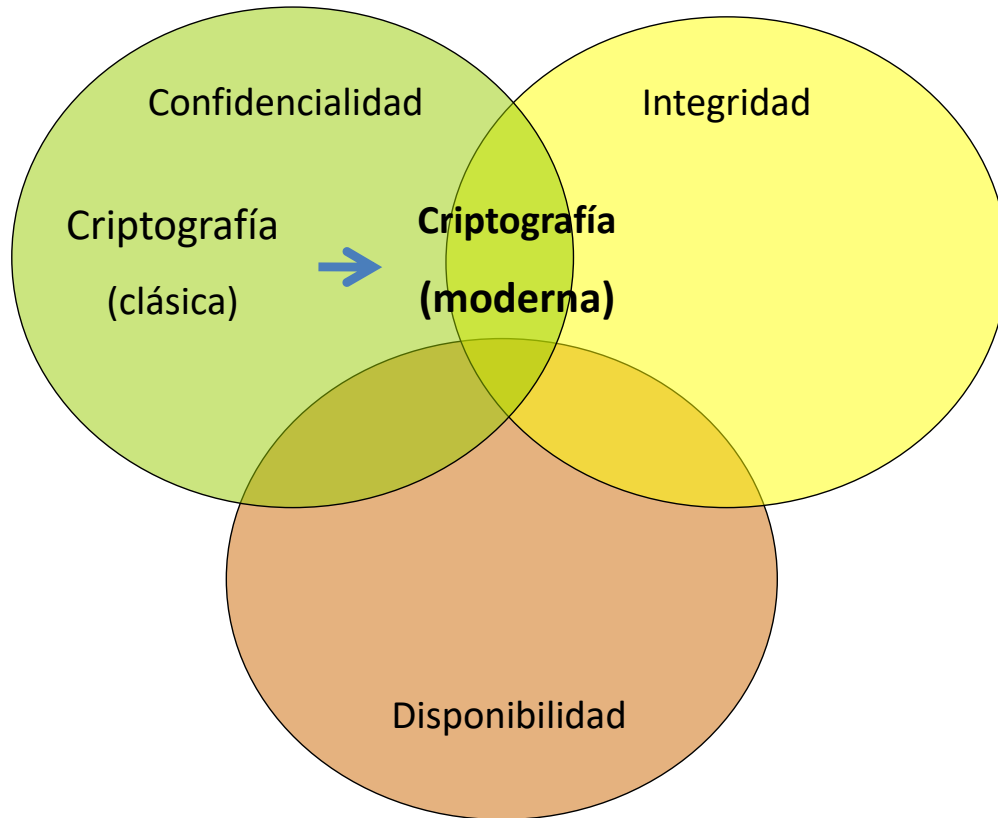 Confidencialidad
Integridad
Criptografía
(clásica)
Criptografía
(moderna)
Disponibilidad